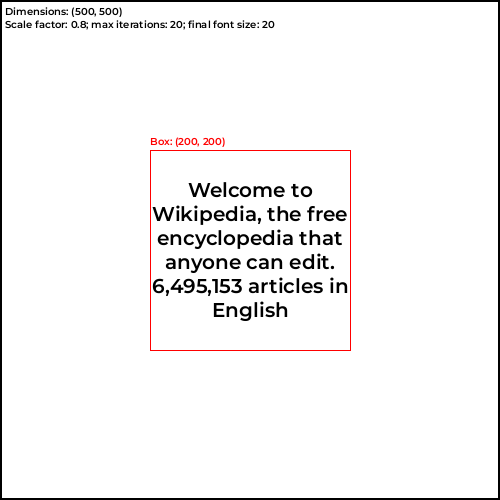 Dimensions: (500, 500)
Scale factor: 0.8; max iterations: 20; final font size: 20
Box: (200, 200)
Welcome to
Wikipedia, the free
encyclopedia that
anyone can edit.
6,495,153 articles in
English